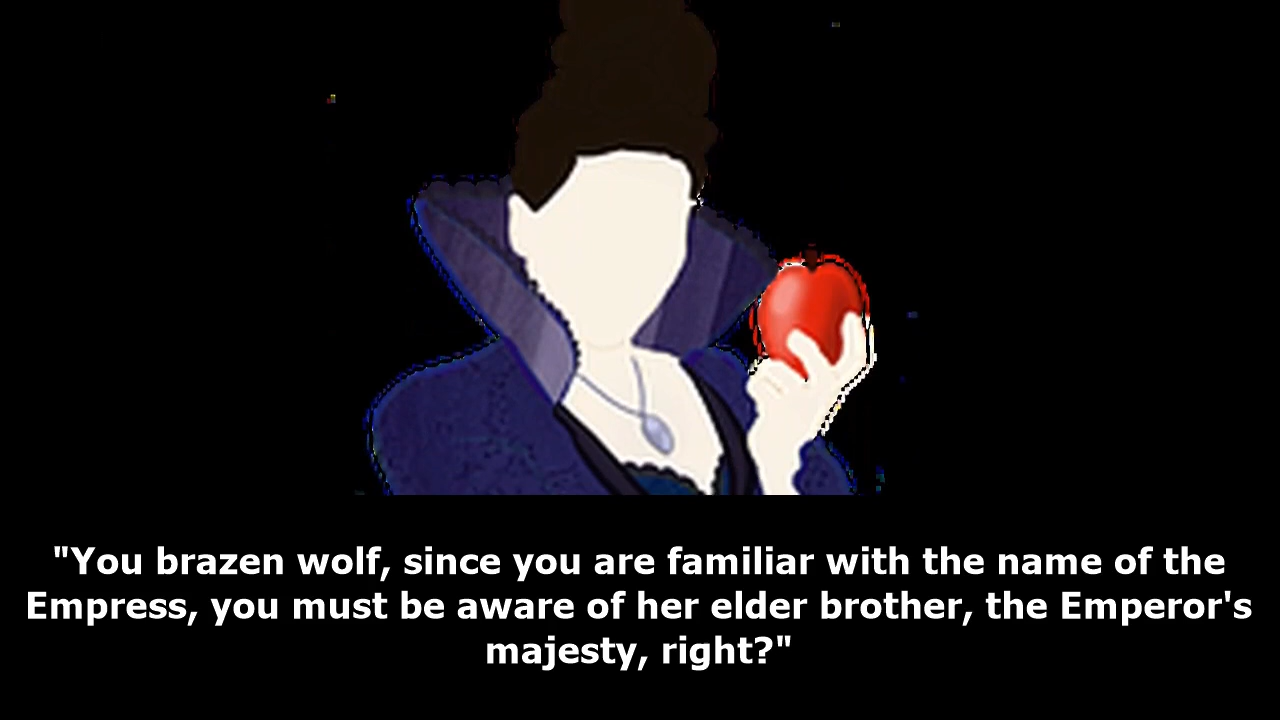 "You brazen wolf, since you are familiar with the name of the
Empress, you must be aware of her elder brother, the Emperor's
majesty, right?"